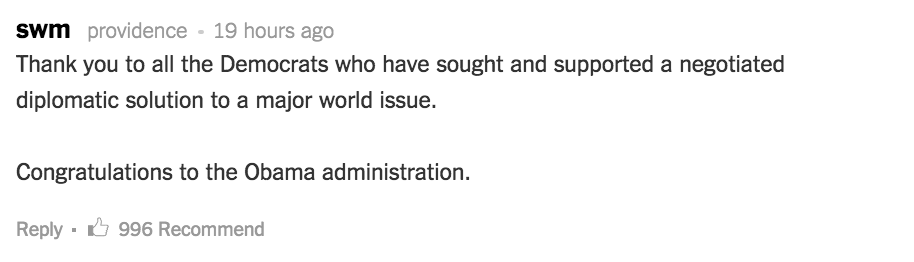 swm providence • 19 hours ago
Thank you to all the Democrats who have sought and supported a negotiated
diplomatic solution to a major world issue.
Congratulations to the Obama administration.
Reply • 996 Recommend